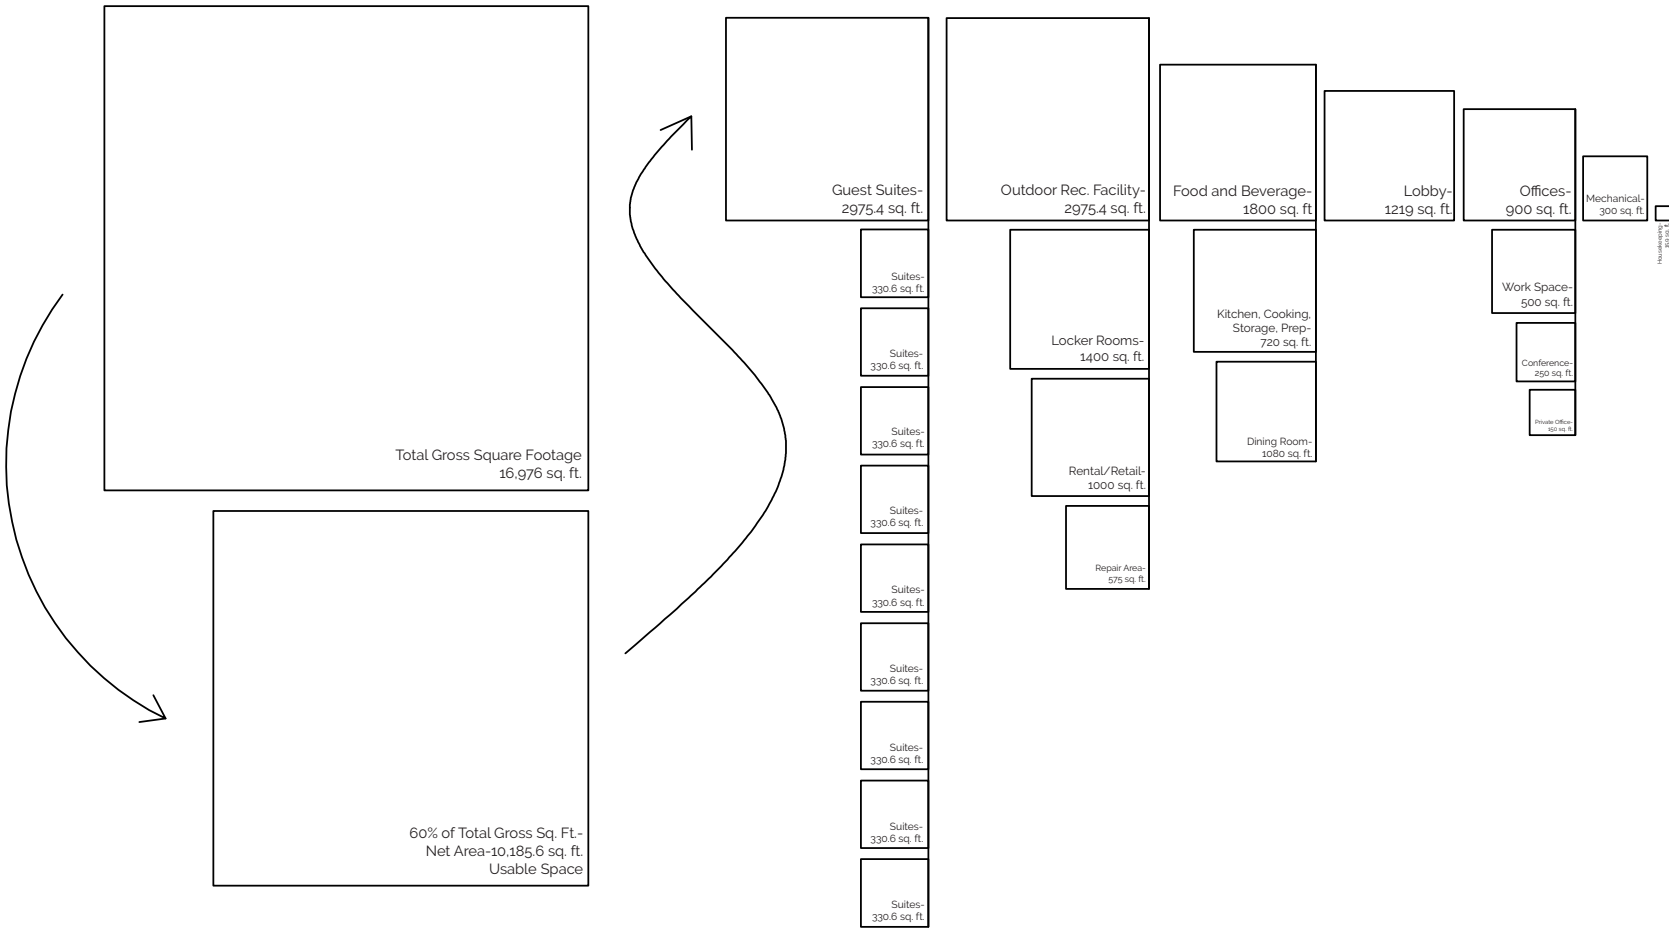 Total Gross Square Footage
16,976 sq. ft.
60% of Total Gross Sq. Ft.-
Net Area-10,185.6 sq. ft.
Usable Space
Guest Suites-
2975.4 sq. ft.
Suites-
330.6 sq. ft.
Suites-
330.6 sq. ft.
Suites-
330.6 sq. ft.
Suites-
330.6 sq. ft.
Suites-
330.6 sq. ft.
Suites-
330.6 sq. ft.
Suites-
330.6 sq. ft.
Suites-
330.6 sq. ft.
Suites-
330.6 sq. ft.
Outdoor Rec. Facility-
2975.4 sq. ft.
Locker Rooms-
1400 sq. ft.
Rental/Retail-
1000 sq. ft.
Repair Area-
575 sq. ft.
Food and Beverage-
1800 sq. ft
Kitchen, Cooking,
Storage, Prep-
720 sq. ft.
Dining Room-
1080 sq. ft.
Lobby-
1219 sq. ft.
Offices-
900 sq. ft.
Work Space-
500 sq. ft.
Conference-
250 sq. ft.
Private Office-
150 sq. ft.
Mechanical-
300 sq. ft.
Housekeeping-
sq. ft.